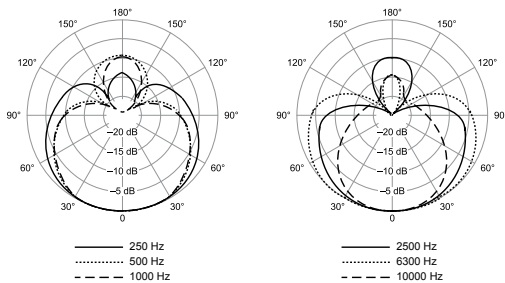 180°
150° 150°
120° 120°
90° 90°
60° 60°
30° 30°
0
–20 dB
–15 dB
–10 dB
–5 dB
250 Hz
500 Hz
1000 Hz
180°
150° 150°
120° 120°
90° 90°
60° 60°
30° 30°
0
–20 dB
–15 dB
–10 dB
–5 dB
2500 Hz
6300 Hz
10000 Hz